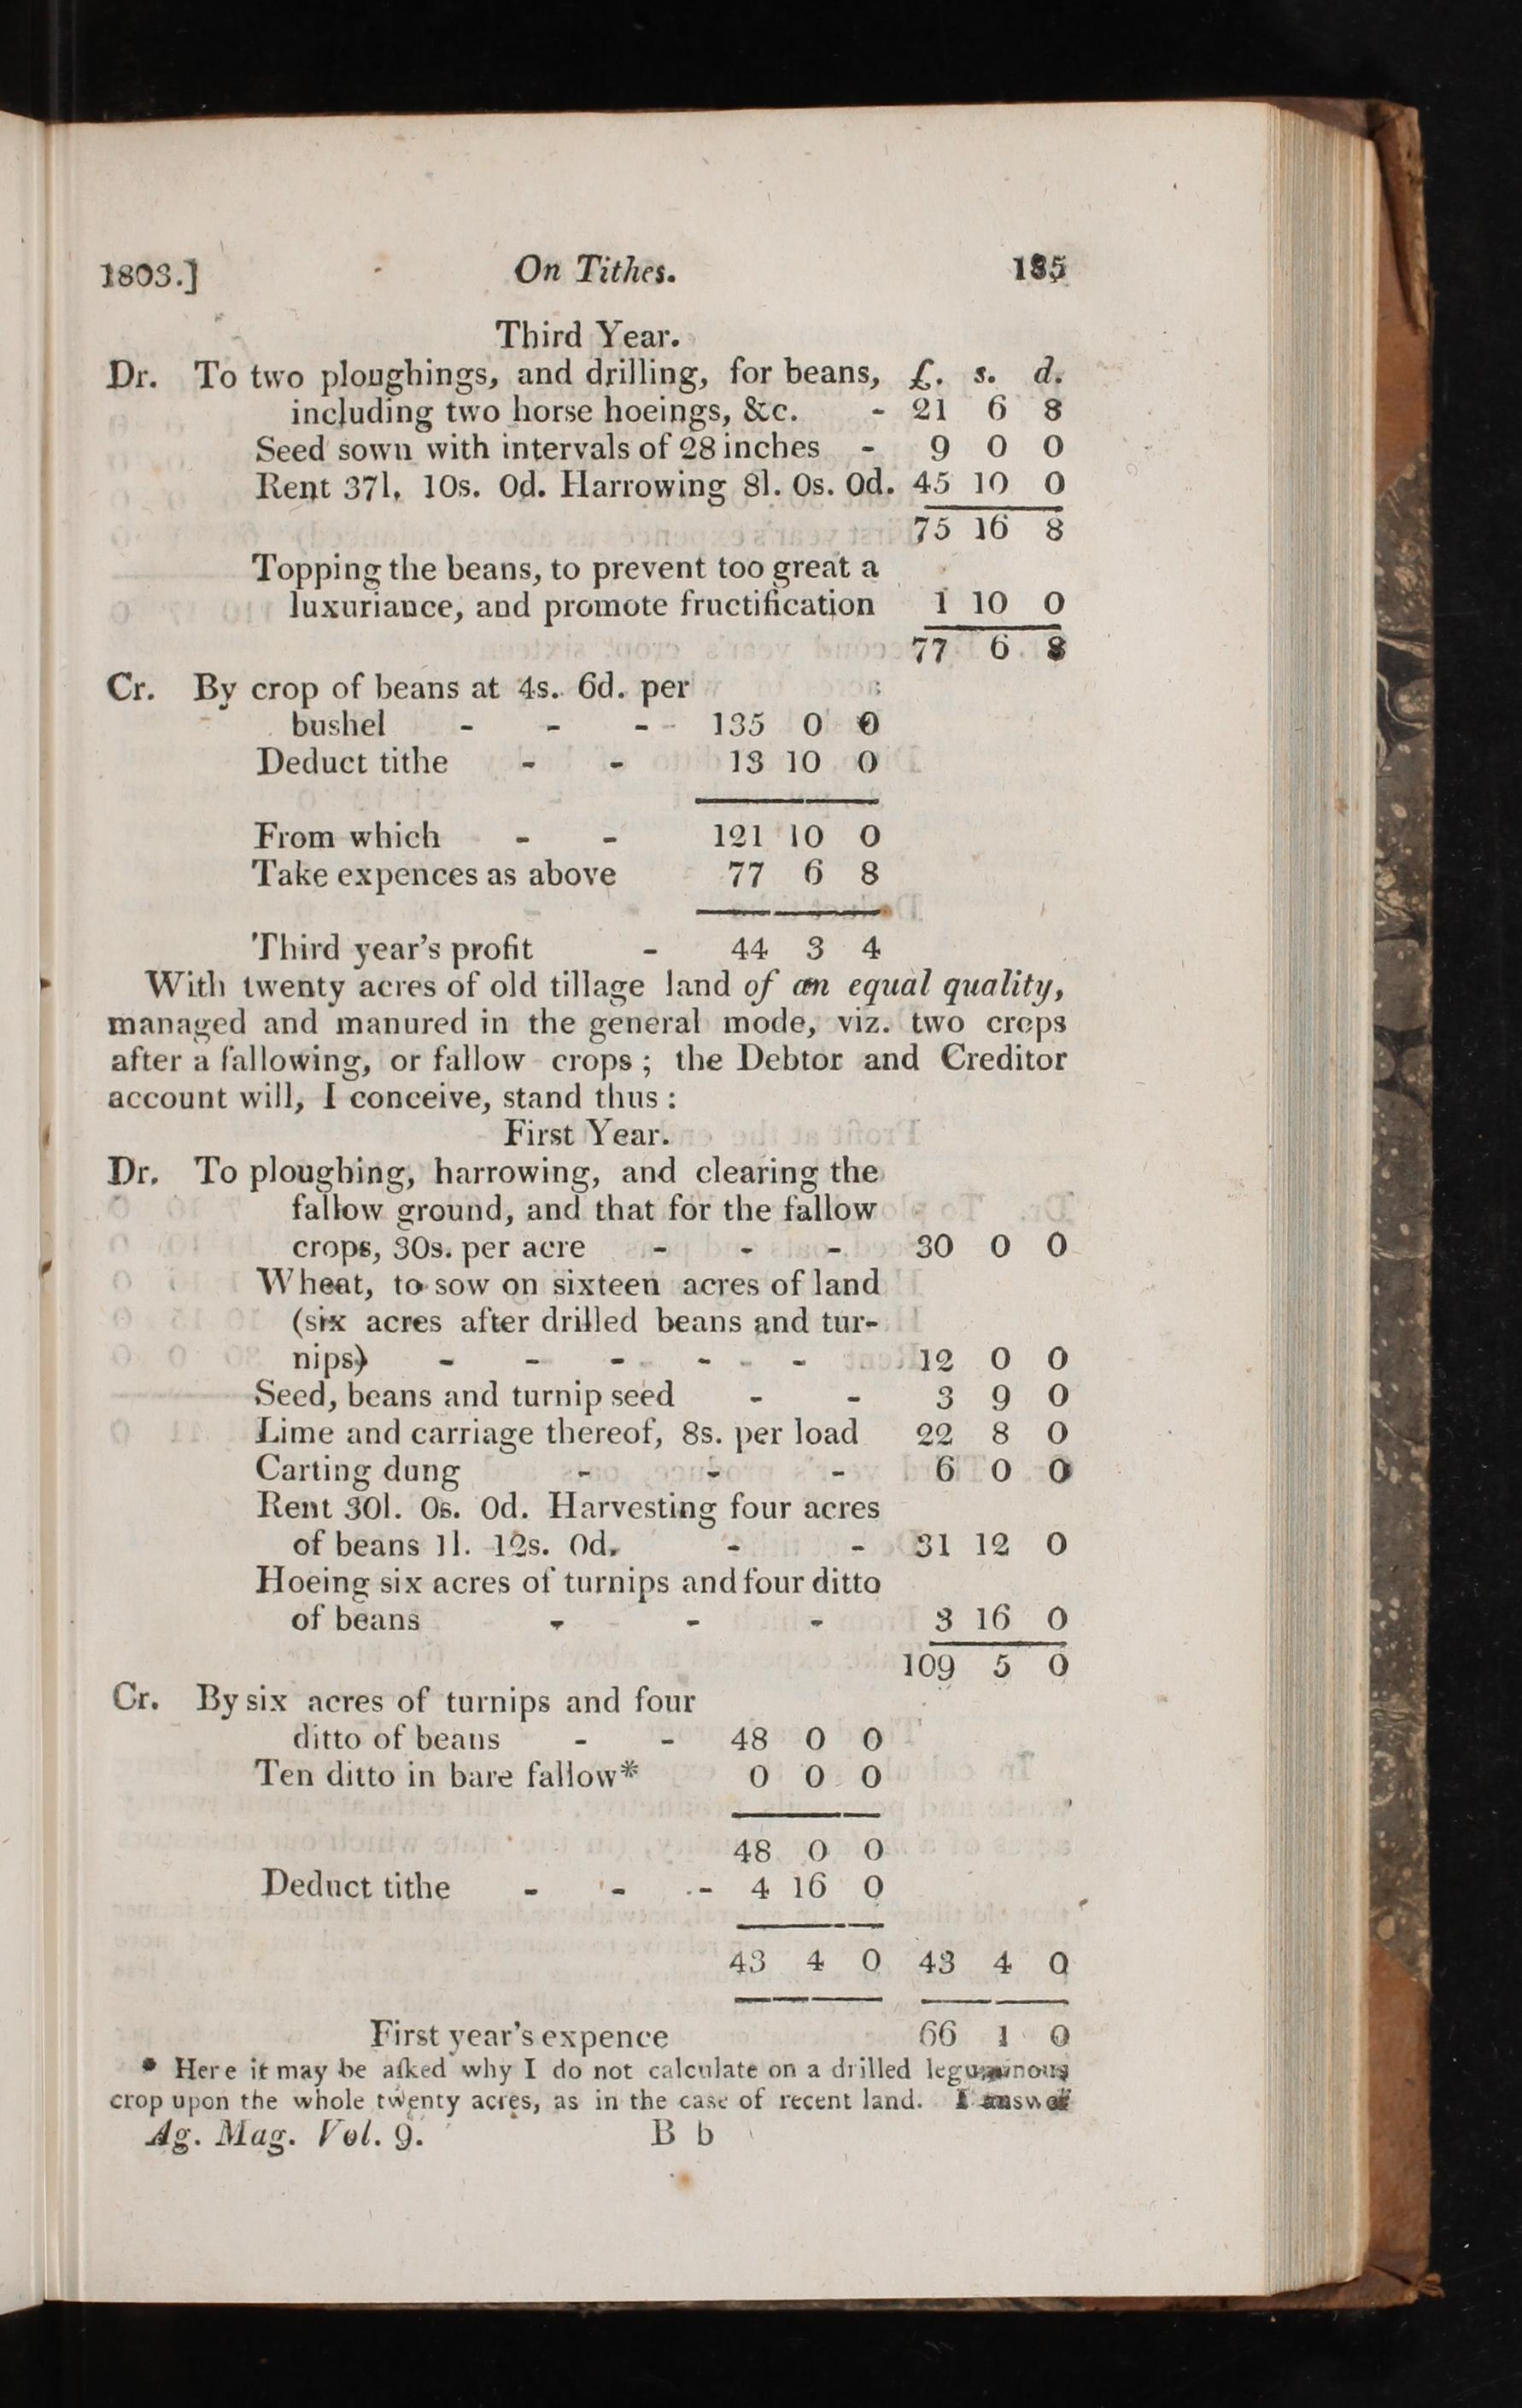 1803.] On Tithes. 185
Third Year.
Dr. To two ploughings, and drilling, for beans, £. s. d.
including two horse hoeings, &c. - 21 6 8
Seed sown with intervals of 28 inches - 9 0 0
Rent 37l. 10s. 0d. Harrowing 8l. 0s. 0d. 45 10 0
75 16 8
Topping the beans, to prevent too great a
luxuriance, and promote fructification 1 10 0
77 6 8
Cr. By crop of beans at 4s. 6d. per
bushel - - - 135 0 0
Deduct tithe - - 13 10 0
From which - - 121 10 0
Take expences as above 77 6 8
Third year's profit - 44 3 4
With twenty acres of old tillage land of an equal quality,
managed and manured in the general mode, viz. two crops
after a fallowing, or fallow crops; the Debtor and Creditor
account will, I conceive, stand thus:
First Year.
Dr. To ploughing, harrowing, and clearing the
fallow ground, and that for the fallow
crops, 30s. per acre - - - 30 0 0
Wheat, to sow on sixteen acres of land
(six acres after drilled beans and tur-
nips) - - - - - 12 0 0
Seed, beans and turnip seed - - 3 9 0
Lime and carriage thereof, 8s. per load 22 8 0
Carting dung - - - 6 0 0
Rent 30l. 0s. 0d. Harvesting four acres
of beans 1l. 12s. 0d. - - 31 12 0
Hoeing six acres of turnips and four ditto
of beans - - - 3 16 0
109 5 0
Cr. By six acres of turnips and four
ditto of beans - - 48 0 0
Ten ditto in bare fallow* 0 0 0
48 0 0
Deduct tithe - - - 4 16 0
43 4 0 43 4 0
First year's expence 66 1 0
* Here it may be aſked why I do not calculate on a drilled leguminous
crop upon the whole twenty acres, as in the case of recent land. I answer
Ag. Mag. Vol. 9. B b